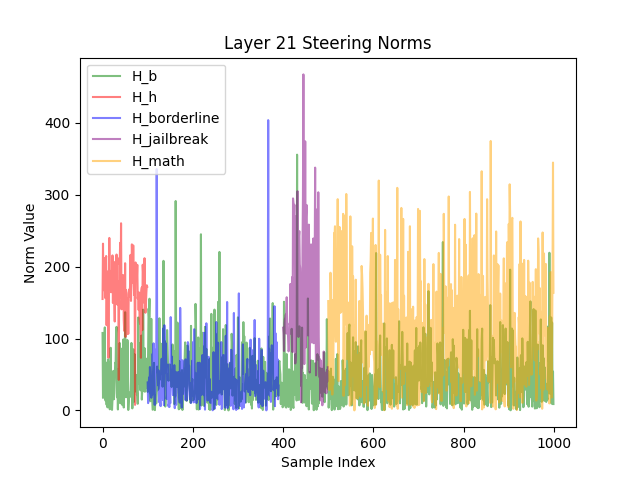 Layer 21 Steering Norms
H_b
H_h
H_borderline
H_jailbreak
H_math
400
300
200
100
0
Norm Value
0 200 400 600 800 1000
Sample Index